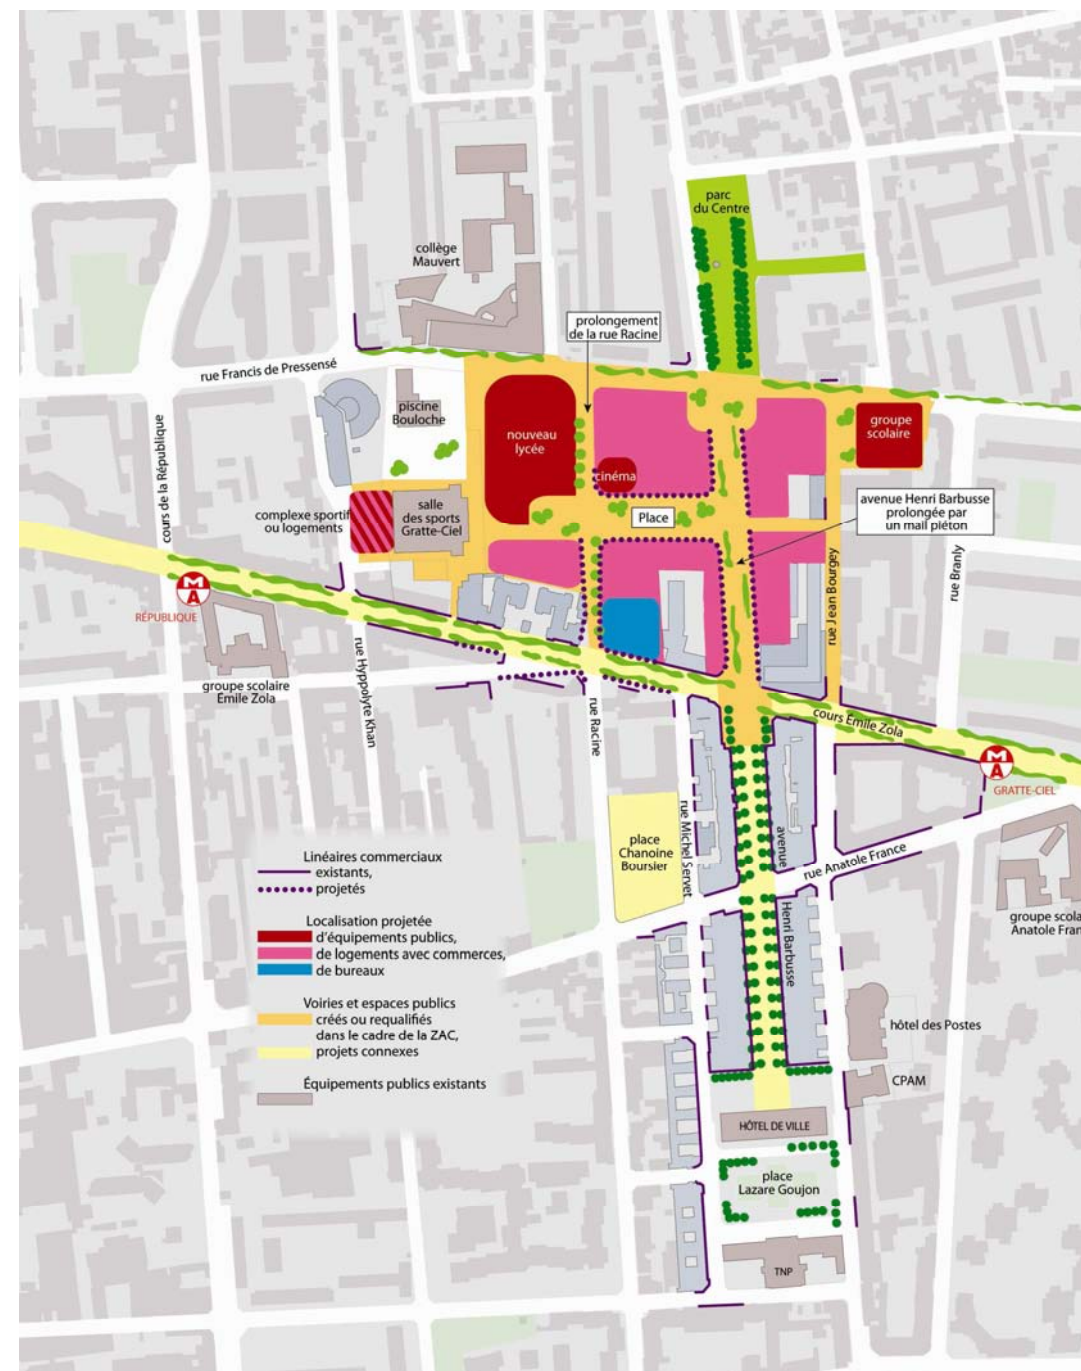 parc
du Centre
collège
Mauvert
prolongement
de la rue Racine
rue Francis de Pressensé
piscine
Bouloche
nouveau
lycée
groupe
scolaire
cinéma
cours de la République
complexe sportif
ou logements
salle
des sports
Gratte-Ciel
Place
avenue Henri Barbusse
prolongée par
un mail piéton
rue Jean Bourgey
rue Branly
M
A
RÉPUBLIQUE
groupe scolaire
Émile Zola
rue Hyppolyte Khan
rue Racine
cours Émile Zola
M
A
GRATTE-CIEL
rue Michel Servet
place
Chanoine
Boursier
avenue
Henri Barbusse
rue Anatole France
groupe scola
Anatole Fran
Linéaires commerciaux
existants,
projetés
Localisation projetée
d'équipements publics,
de logements avec commerces,
de bureaux
Voiries et espaces publics
créés ou requalifiés
dans le cadre de la ZAC,
projets connexes
Équipements publics existants
hôtel des Postes
CPAM
HÔTEL DE VILLE
place
Lazare Goujon
TNP